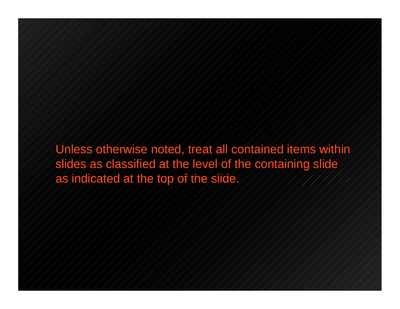 Unless otherwise noted, treat all contained items within
slides as classified at the level of the containing slide
as indicated at the top of the slide.